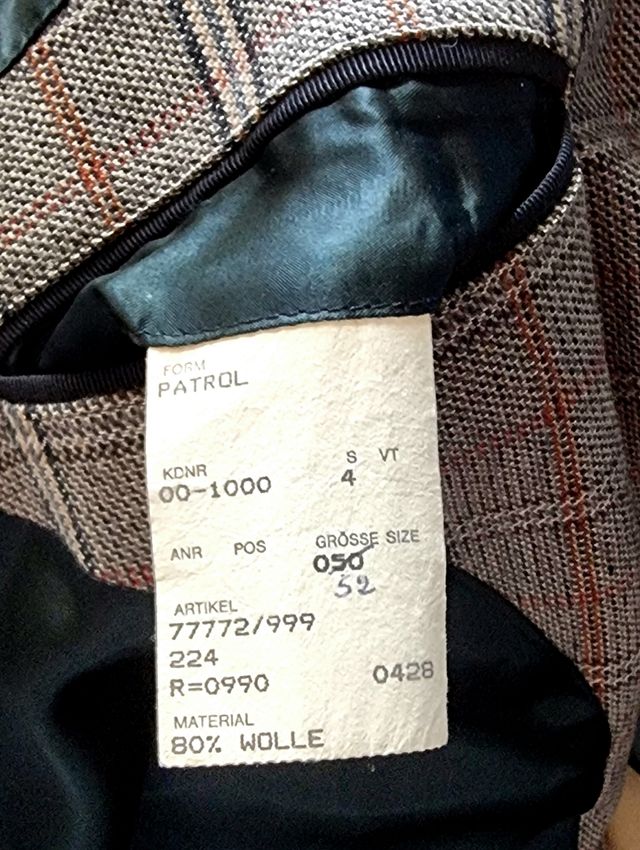 FORM
PATROL
KDNR S VT
00-1000 4
ANR POS GRÖSSE SIZE
050
52
ARTIKEL
77772/999
224
R=0990 0428
MATERIAL
80% WOLLE